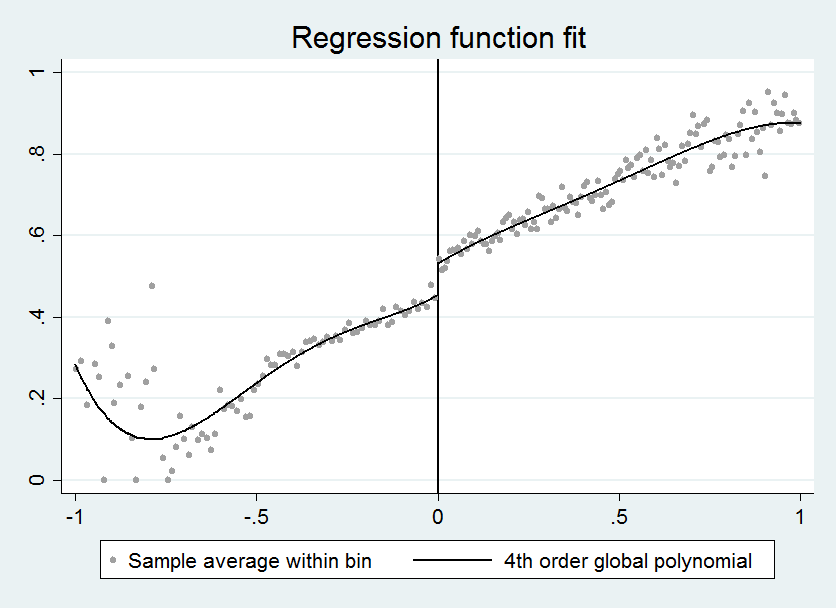 Regression function fit
1
.8
.6
.4
.2
0
-1 -.5 0 .5 1
Sample average within bin 4th order global polynomial